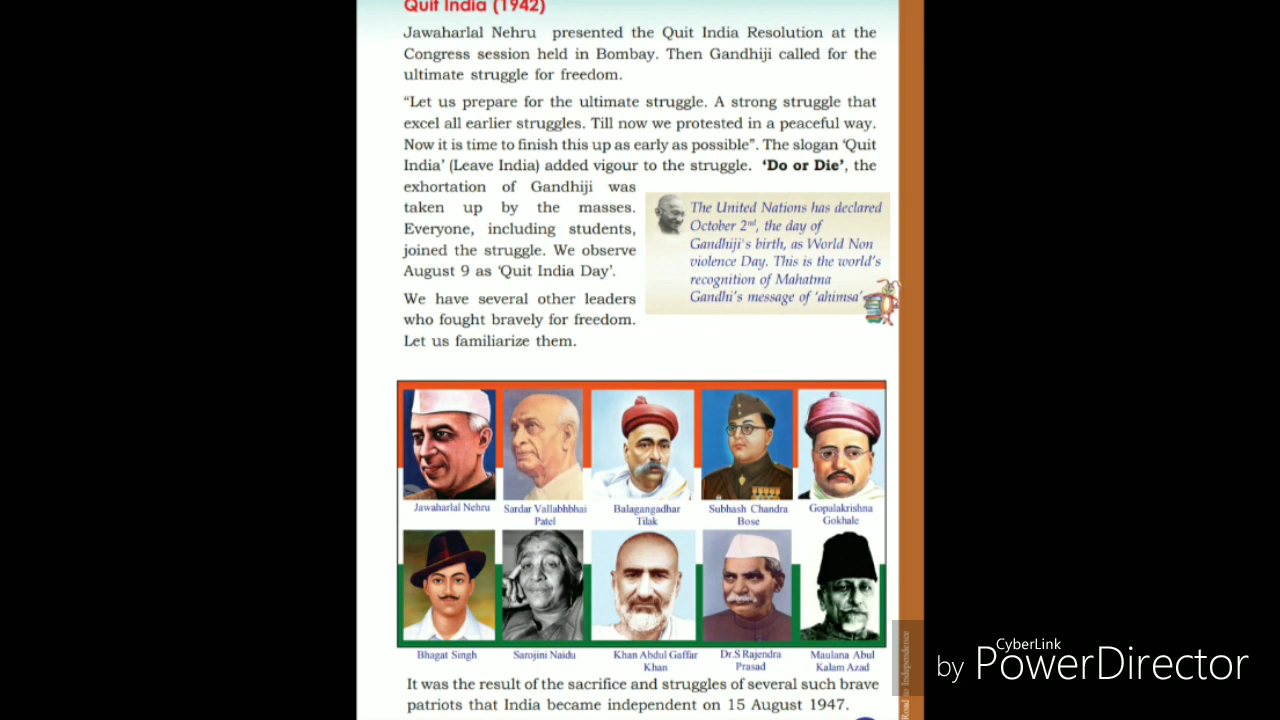 Quit India (1942)
Jawaharlal Nehru presented the Quit India Resolution at the
Congress session held in Bombay. Then Gandhiji called for the
ultimate struggle for freedom.
“Let us prepare for the ultimate struggle. A strong struggle that
excel all earlier struggles. Till now we protested in a peaceful way.
Now it is time to finish this up as early as possible”. The slogan ‘Quit
India’ (Leave India) added vigour to the struggle. ‘Do or Die’, the
exhortation of Gandhiji was
taken up by the masses.
Everyone, including students,
joined the struggle. We observe
August 9 as ‘Quit India Day’.
We have several other leaders
who fought bravely for freedom.
Let us familiarize them.
The United Nations has declared
October 2nd, the day of
Gandhiji's birth, as World Non
violence Day. This is the world’s
recognition of Mahatma
Gandhi’s message of ‘ahimsa’
Jawaharlal Nehru
Sardar Vallabhbhai
Patel
Balagangadhar
Tilak
Subhash Chandra
Bose
Gopalakrishna
Gokhale
Bhagat Singh
Sarojini Naidu
Khan Abdul Gaffar
Khan
Dr.S Rajendra
Prasad
Maulana Abul
Kalam Azad
It was the result of the sacrifice and struggles of several such brave
patriots that India became independent on 15 August 1947.
Road to Independence
CyberLink
by PowerDirector